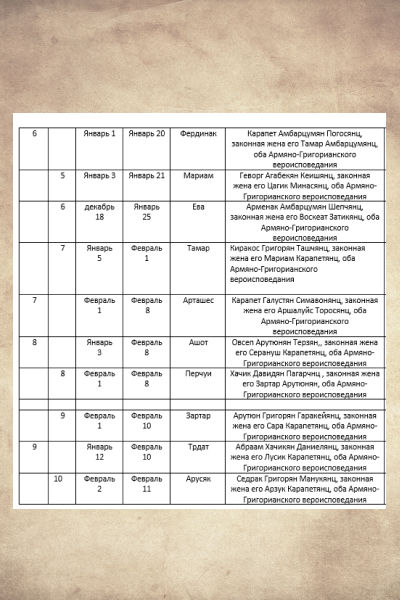 6 Январь 1 Январь 20 Фердинак Карапет Амбарцумян Погосянц,
законная жена его Тамар Амбарцумянц,
оба Армяно-Григорианского
вероисповедания
5 Январь 3 Январь 21 Мариам Геворг Агабекян Кеишянц, законная
жена его Цагик Минасянц, оба Армяно-
Григорианского вероисповедания
6 декабрь Январь Ева Арменак Амбарцумян Шепчянц,
18 25 законная жена его Воскеат Затикянц, оба
Армяно-Григорианского
вероисповедания
7 Январь Февраль Тамар Киракос Григорян Ташчянц, законная
5 1 жена его Мариам Карапетянц, оба
Армяно-Григорианского
вероисповедания
7 Февраль Февраль Арташес Карапет Галустян Симавонянц, законная
1 8 жена его Аршалуйс Торосянц, оба
Армяно-Григорианского
вероисповедания
8 Январь Февраль Ашот Овсеп Арутюнян Терзян,, законная жена
3 8 его Серануш Карапетянц, оба Армяно-
Григорианского вероисповедания
8 Февраль Февраль Перчуи Хачик Давидян Пагарчнц , законная жена
1 8 его Зартар Арутюнян, оба Армяно-
Григорианского вероисповедания
9 Февраль Февраль Зартар Арутюн Григорян Гаракейянц, законная
1 10 жена его Сара Карапетянц, оба Армяно-
Григорианского вероисповедания
9 Январь Февраль Трдат Абраам Хачикян Даниелянц, законная
12 10 жена его Лусик Карапетянц, оба Армяно-
Григорианского вероисповедания
10 Февраль Февраль Арусяк Седрак Григорян Манукянц, законная
2 11 жена его Арзук Карапетянц, оба Армяно-
Григорианского вероисповедания